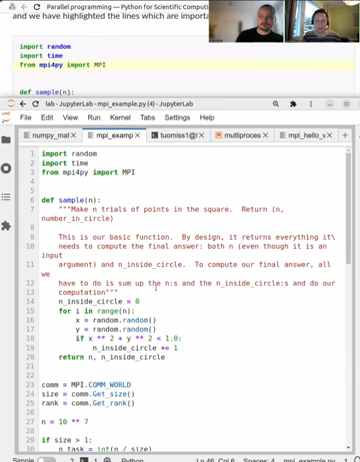 Parallel programming — Python for Scientific Computi
and we have highlighted the lines which are importa
import random
import time
from mpi4py import MPI
def sample(n):
lab - JupyterLab — mpi_example.py (4) - JupyterLab
File Edit View Run Kernel Tabs Settings Help
numpy_mat mpi_examp tuomiss1@! mutliproces mpi_hello_v
1 import random
2 import time
3 from mpi4py import MPI
4
5
6 def sample(n):
7 """Make n trials of points in the square. Return (n,
number_in_circle)
8
9 This is our basic function. By design, it returns everything it\
10 needs to compute the final answer: both n (even though it is an
input
11 argument) and n_inside_circle. To compute our final answer, all
we
12 have to do is sum up the n:s and the n_inside_circle:s and do our
13 computation"""
14 n_inside_circle = 0
15 for i in range(n):
16 x = random.random()
17 y = random.random()
18 if x ** 2 + y ** 2 < 1.0:
19 n_inside_circle += 1
20 return n, n_inside_circle
21
22
23 comm = MPI.COMM_WORLD
24 size = comm.Get_size()
25 rank = comm.Get_rank()
26
27 n = 10 ** 7
28
29 if size > 1:
30 n_task = int(n / size)
Simple Python Ln 46, Col 6 Spaces: 4 mpi_example.py 1